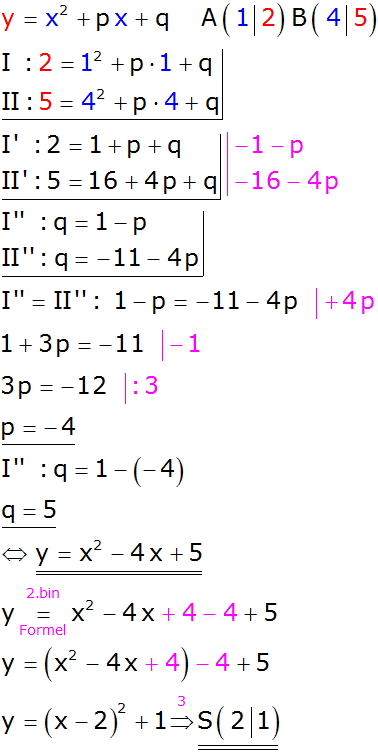 y = x² + px + q A(1|2) B(4|5)
I : 2 = 1² + p · 1 + q
II : 5 = 4² + p · 4 + q
I' : 2 = 1 + p + q |−1 − p
II' : 5 = 16 + 4p + q |−16 − 4p
I'' : q = 1 − p
II'' : q = −11 − 4p
I'' = II'' : 1 − p = −11 − 4p |+4p
1 + 3p = −11 |−1
3p = −12 |:3
p = −4
I'' : q = 1 − (−4)
q = 5
⇔ y = x² − 4x + 5
2.bin
y = x² − 4x + 4 − 4 + 5
Formel
y = (x² − 4x + 4) − 4 + 5
3
y = (x − 2)² + 1 ⇒ S(2|1)